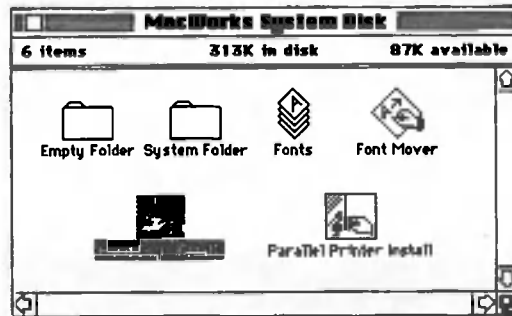 MacWorks System Disk
6 items 313K in disk 87K available
Empty Folder System Folder Fonts Font Mover
Parallel Printer Install